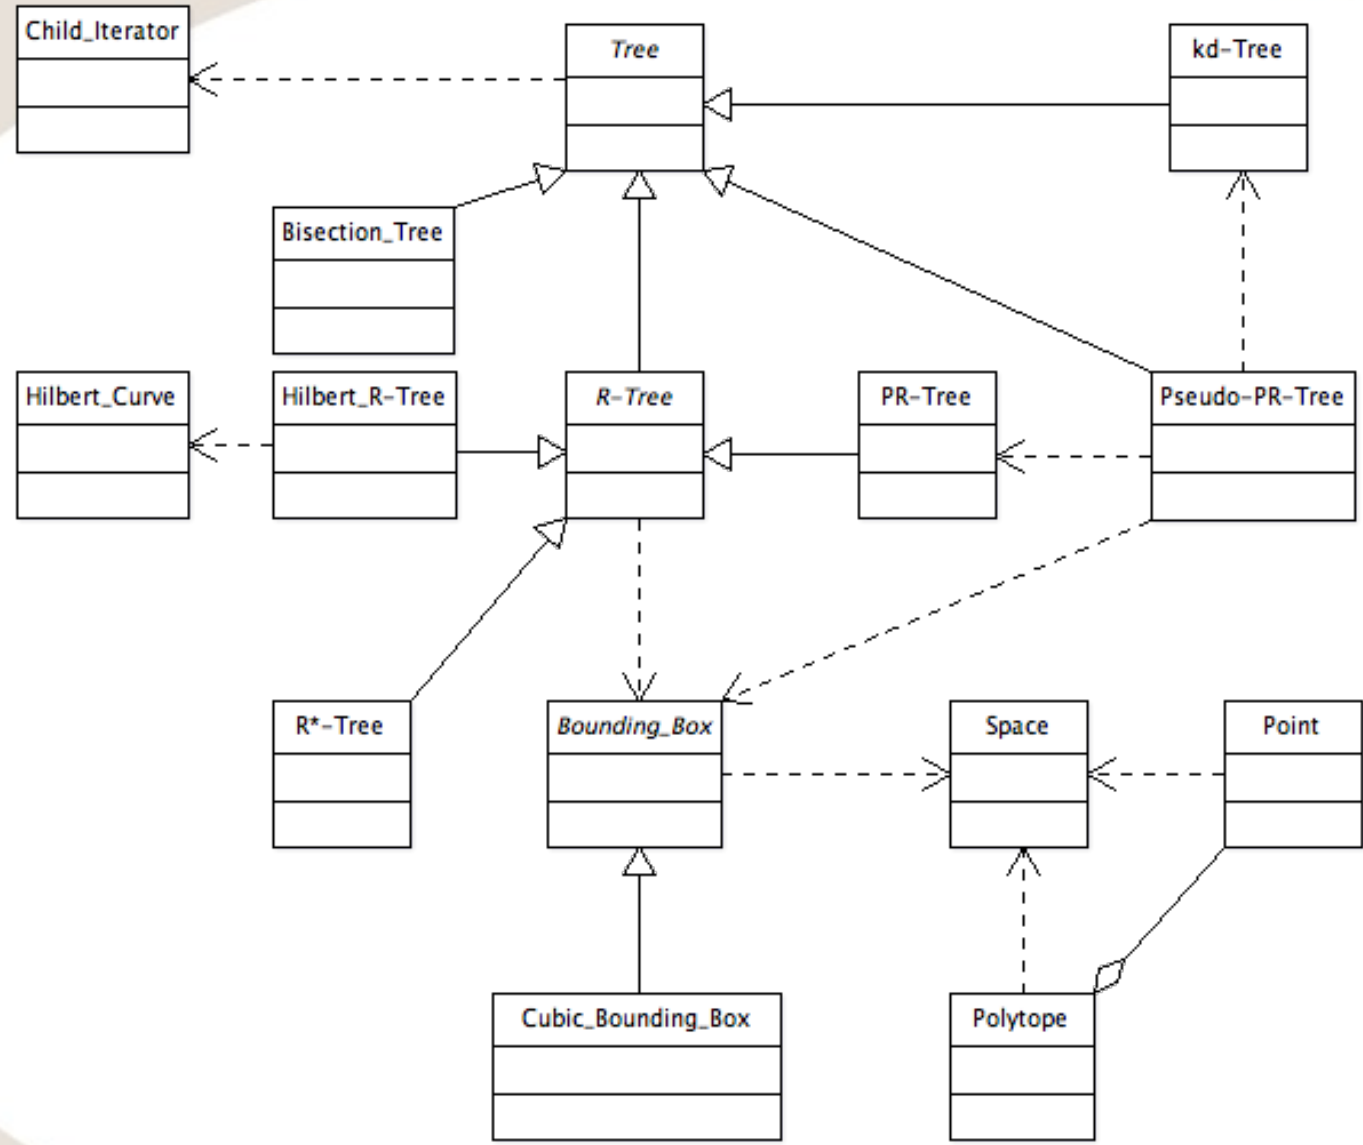 Child_Iterator
Tree
kd-Tree
Bisection_Tree
Hilbert_Curve
Hilbert_R-Tree
R-Tree
PR-Tree
Pseudo-PR-Tree
R*-Tree
Bounding_Box
Space
Point
Cubic_Bounding_Box
Polytope